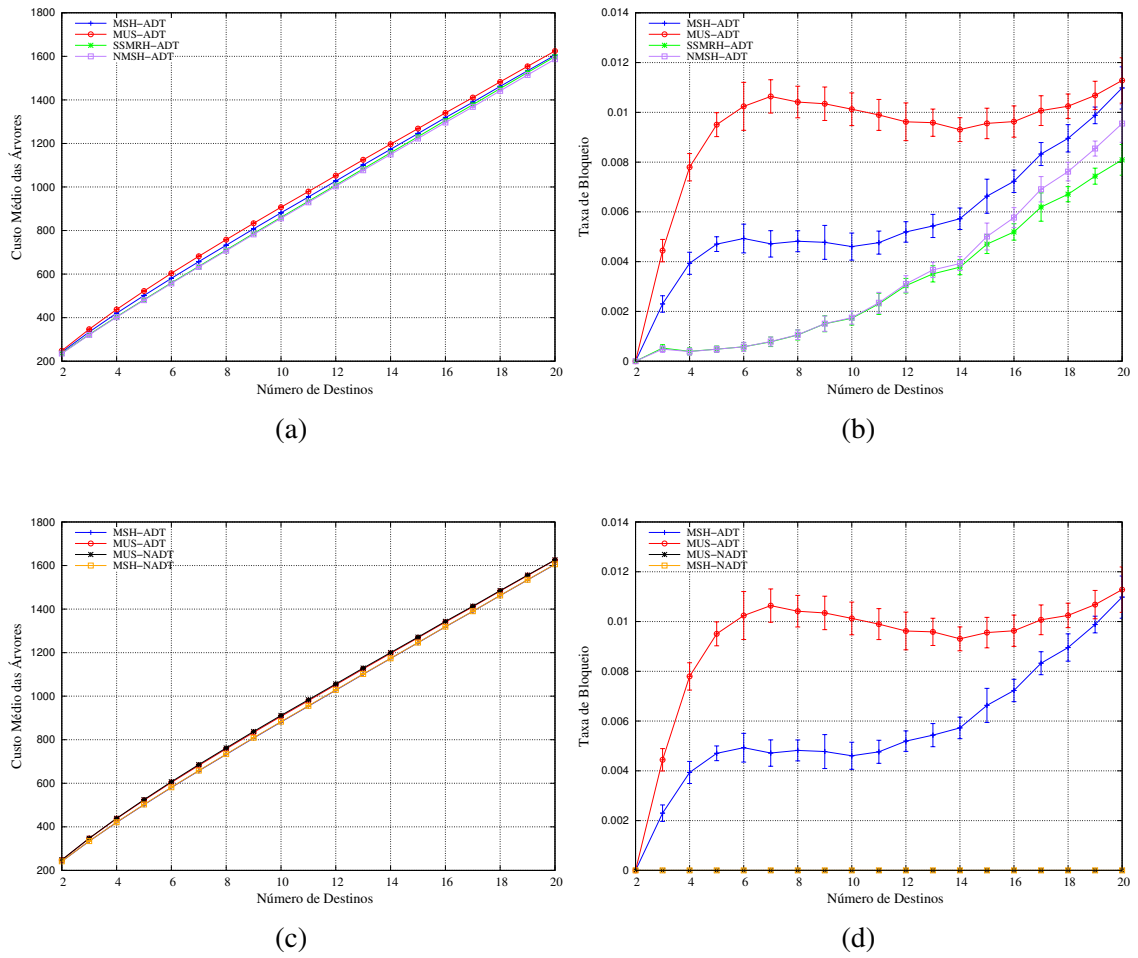 1800
1600
1400
1200
1000
800
600
400
200
2 4 6 8 10 12 14 16 18 20
Custo Médio das Árvores
Número de Destinos
MSH−ADT
MUS−ADT
SSMRH−ADT
NMSH−ADT
(a)
0.014
0.012
0.01
0.008
0.006
0.004
0.002
0
2 4 6 8 10 12 14 16 18 20
Taxa de Bloqueio
Número de Destinos
MSH−ADT
MUS−ADT
SSMRH−ADT
NMSH−ADT
(b)
1800
1600
1400
1200
1000
800
600
400
200
2 4 6 8 10 12 14 16 18 20
Custo Médio das Árvores
Número de Destinos
MSH−ADT
MUS−ADT
MUS−NADT
MSH−NADT
(c)
0.014
0.012
0.01
0.008
0.006
0.004
0.002
0
2 4 6 8 10 12 14 16 18 20
Taxa de Bloqueio
Número de Destinos
MSH−ADT
MUS−ADT
MUS−NADT
MSH−NADT
(d)